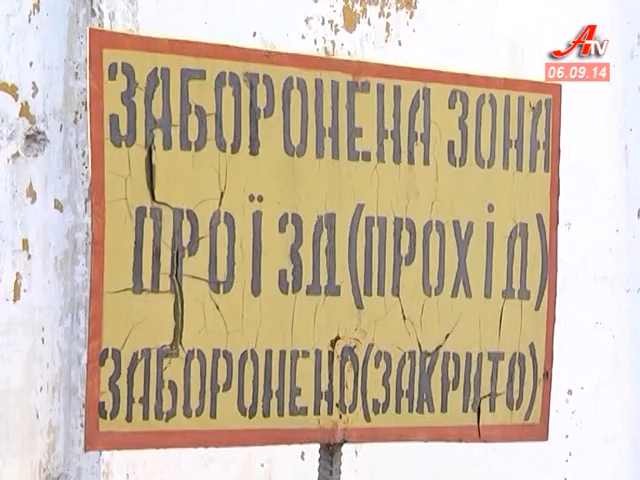 ATV
06.09.14
ЗАБОРОНЕНА ЗОНА
ПРОЇЗД (ПРОХІД)
ЗАБОРОНЕНО (ЗАКРИТО)